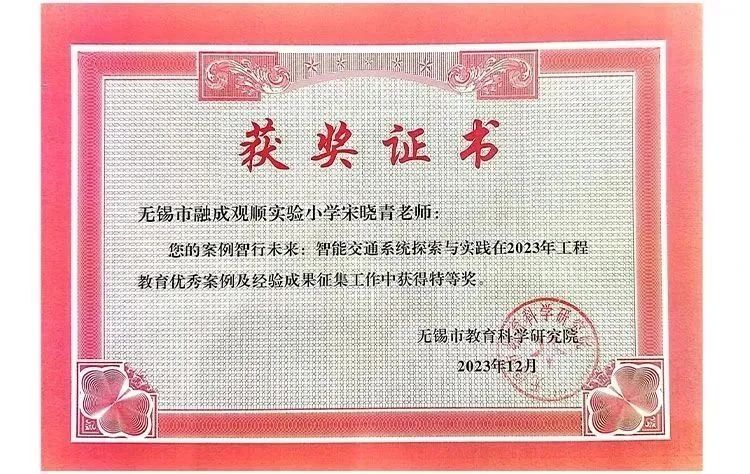 获奖证书
无锡市融成观顺实验小学宋晓青老师：
您的案例智行未来：智能交通系统探索与实践在2023年工程
教育优秀案例及经验成果征集工作中获得特等奖。
无锡市教育科学研究院
2023年12月